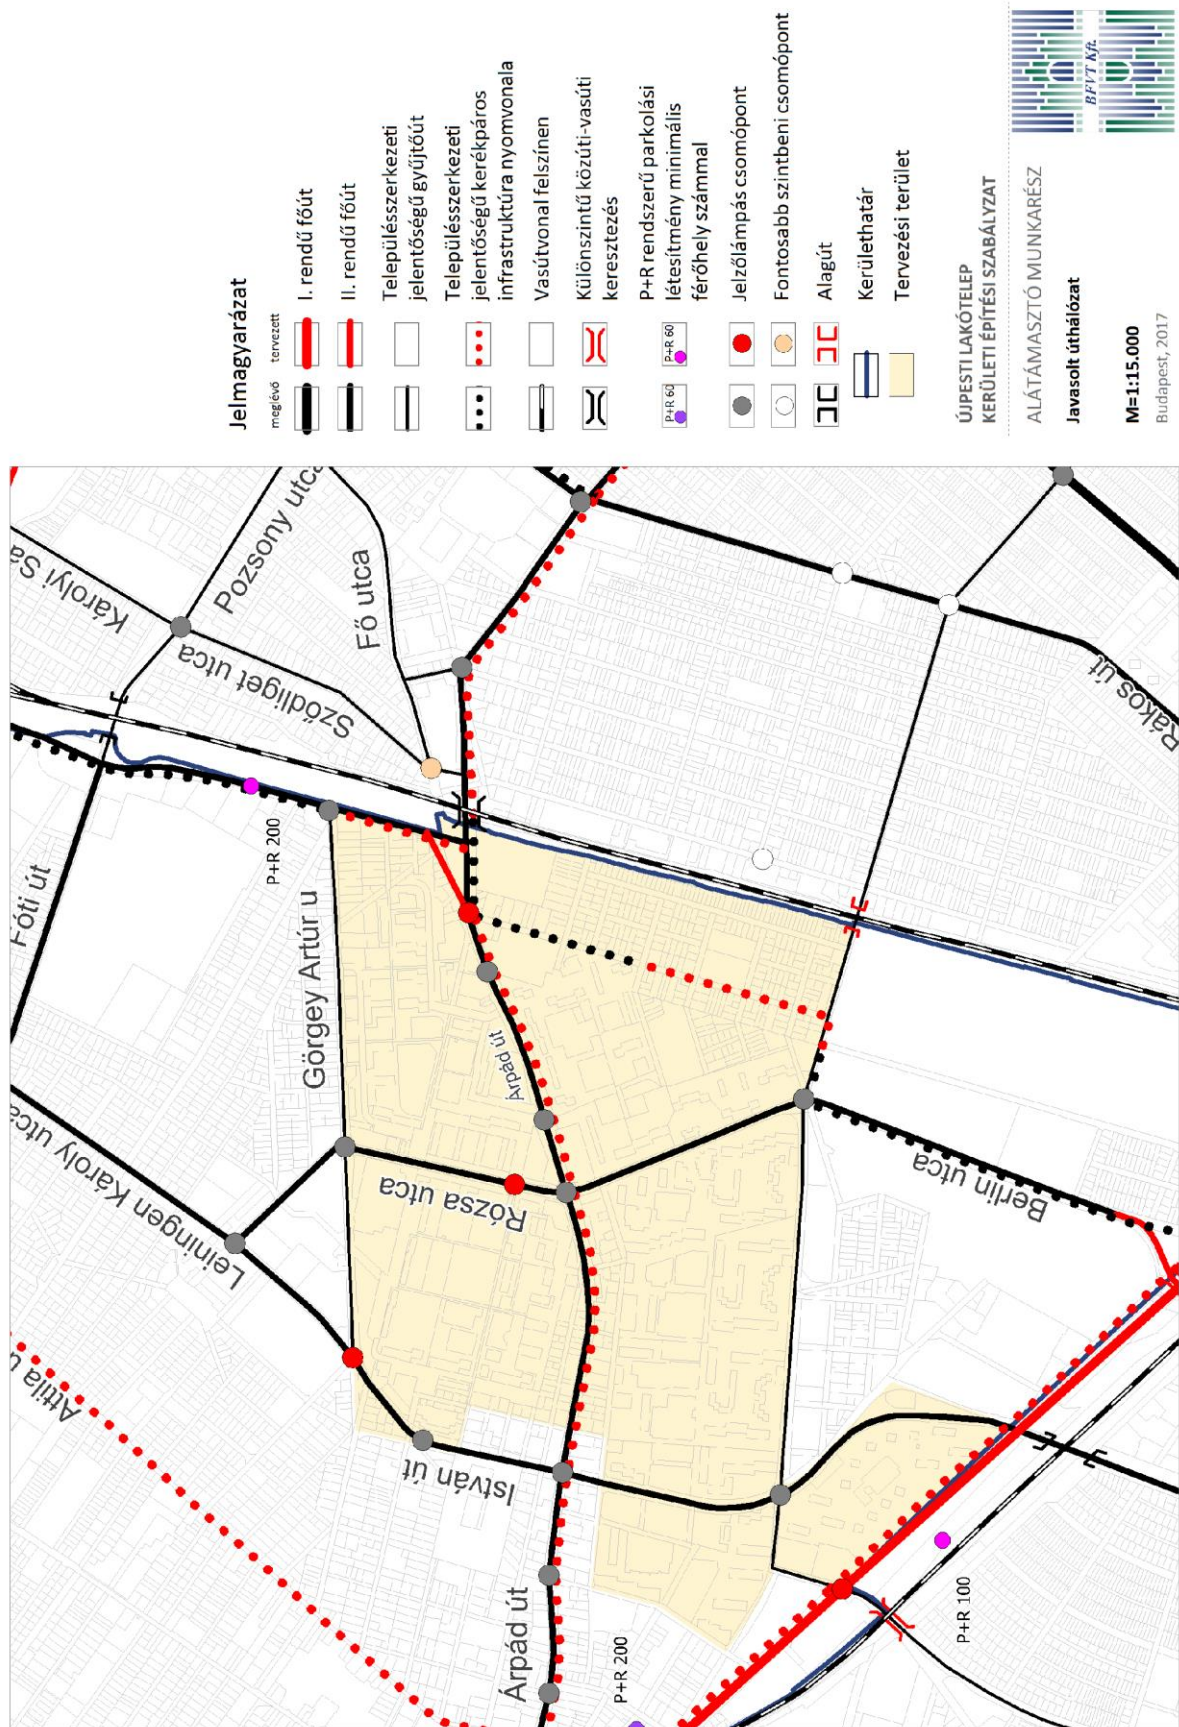 Jelmagyarázat
meglévő
tervezett
I. rendű főút
II. rendű főút
Településszerkezeti
jelentőségű gyűjtőút
Településszerkezeti
jelentőségű kerékpáros
infrastruktúra nyomvonala
Vasútvonal felszínen
Különszintű közúti-vasúti
keresztezés
P+R 60
P+R 60
P+R rendszerű parkolási
létesítmény minimális
férőhely számmal
Jelzőlámpás csomópont
Fontosabb szintbeni csomópont
Alagút
Kerülethatár
Tervezési terület
ÚJPESTI LAKÓTELEP
KERÜLETI ÉPÍTÉSI SZABÁLYZAT
ALÁTÁMASZTÓ MUNKARÉSZ
Javasolt úthálózat
M=1:15.000
Budapest, 2017
BFVT Kft.
Attila u
Leiningen Károly utca
Fóti út
Károlyi Sá
Pozsony utca
Sződliget utca
Fő utca
P+R 200
Görgey Artúr u
Árpád út
Rózsa utca
István út
Árpád út
P+R 200
P+R 100
Berlin utca
Rákos út